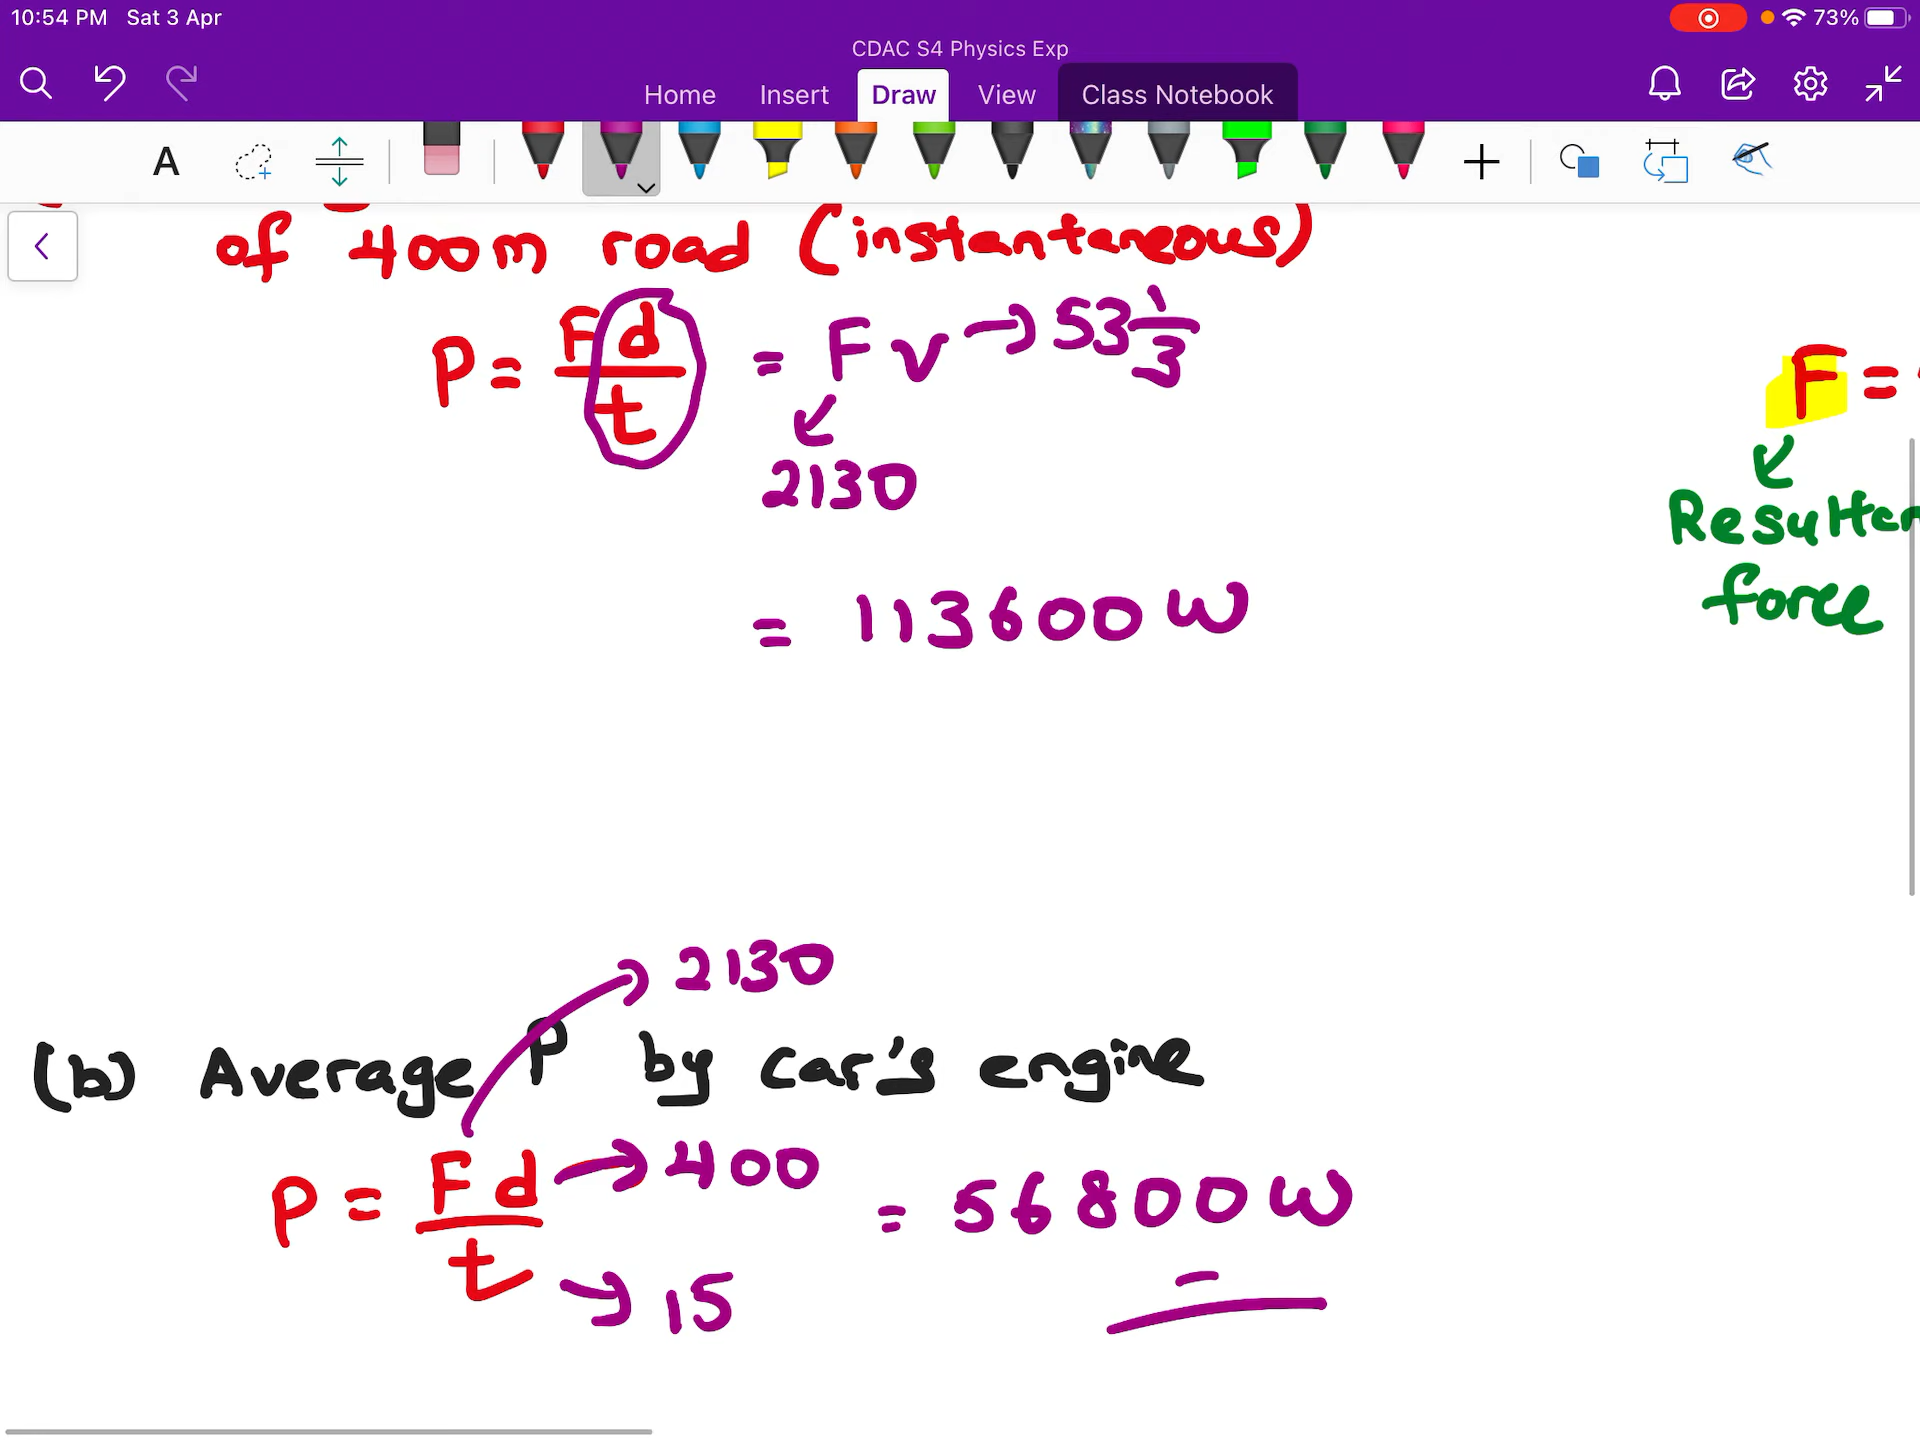 10:54 PM Sat 3 Apr
73%
CDAC S4 Physics Exp
Home Insert Draw View Class Notebook
A
of 400m road (instantaneous)
P = Fd/t = Fv → 53 1/3
2130
F =
Resultan
force
= 113600 W
2130
(b) Average P by car's engine
P = Fd/t → 400 = 56800 W
→ 15